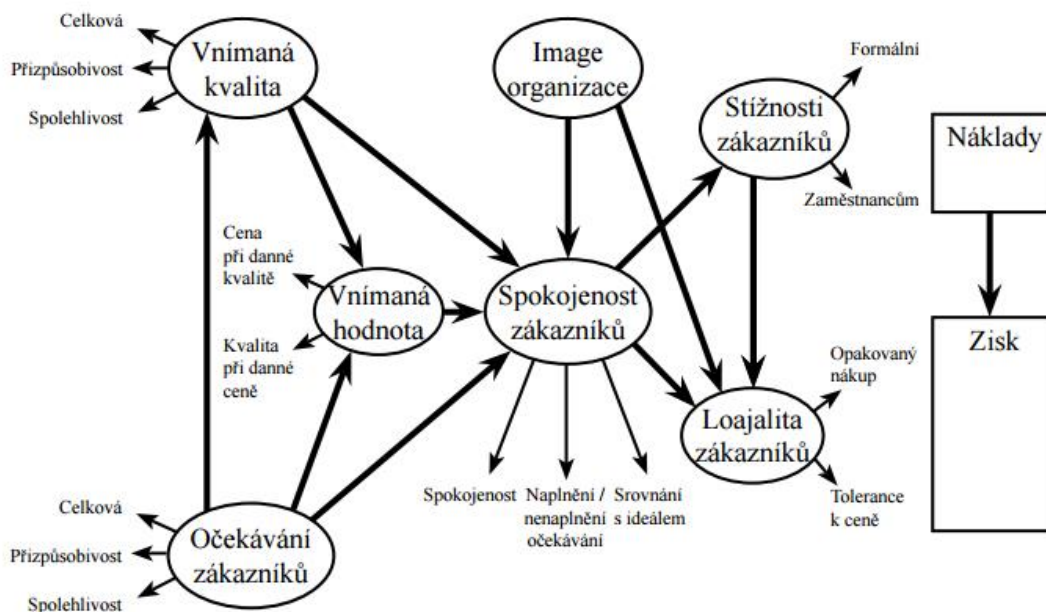 Celková
Přizpůsobivost
Spolehlivost
Vnímaná
kvalita
Image
organizace
Formální
Stížnosti
zákazníků
Zaměstnancům
Náklady
Cena
při danné
kvalitě
Vnímaná
hodnota
Kvalita
při danné
ceně
Spokojenost
zákazníků
Zisk
Opakovaný
nákup
Loajalita
zákazníků
Tolerance
k ceně
Spokojenost
Naplnění /
nenaplnění
očekávání
Srovnání
s ideálem
Celková
Přizpůsobivost
Spolehlivost
Očekávání
zákazníků